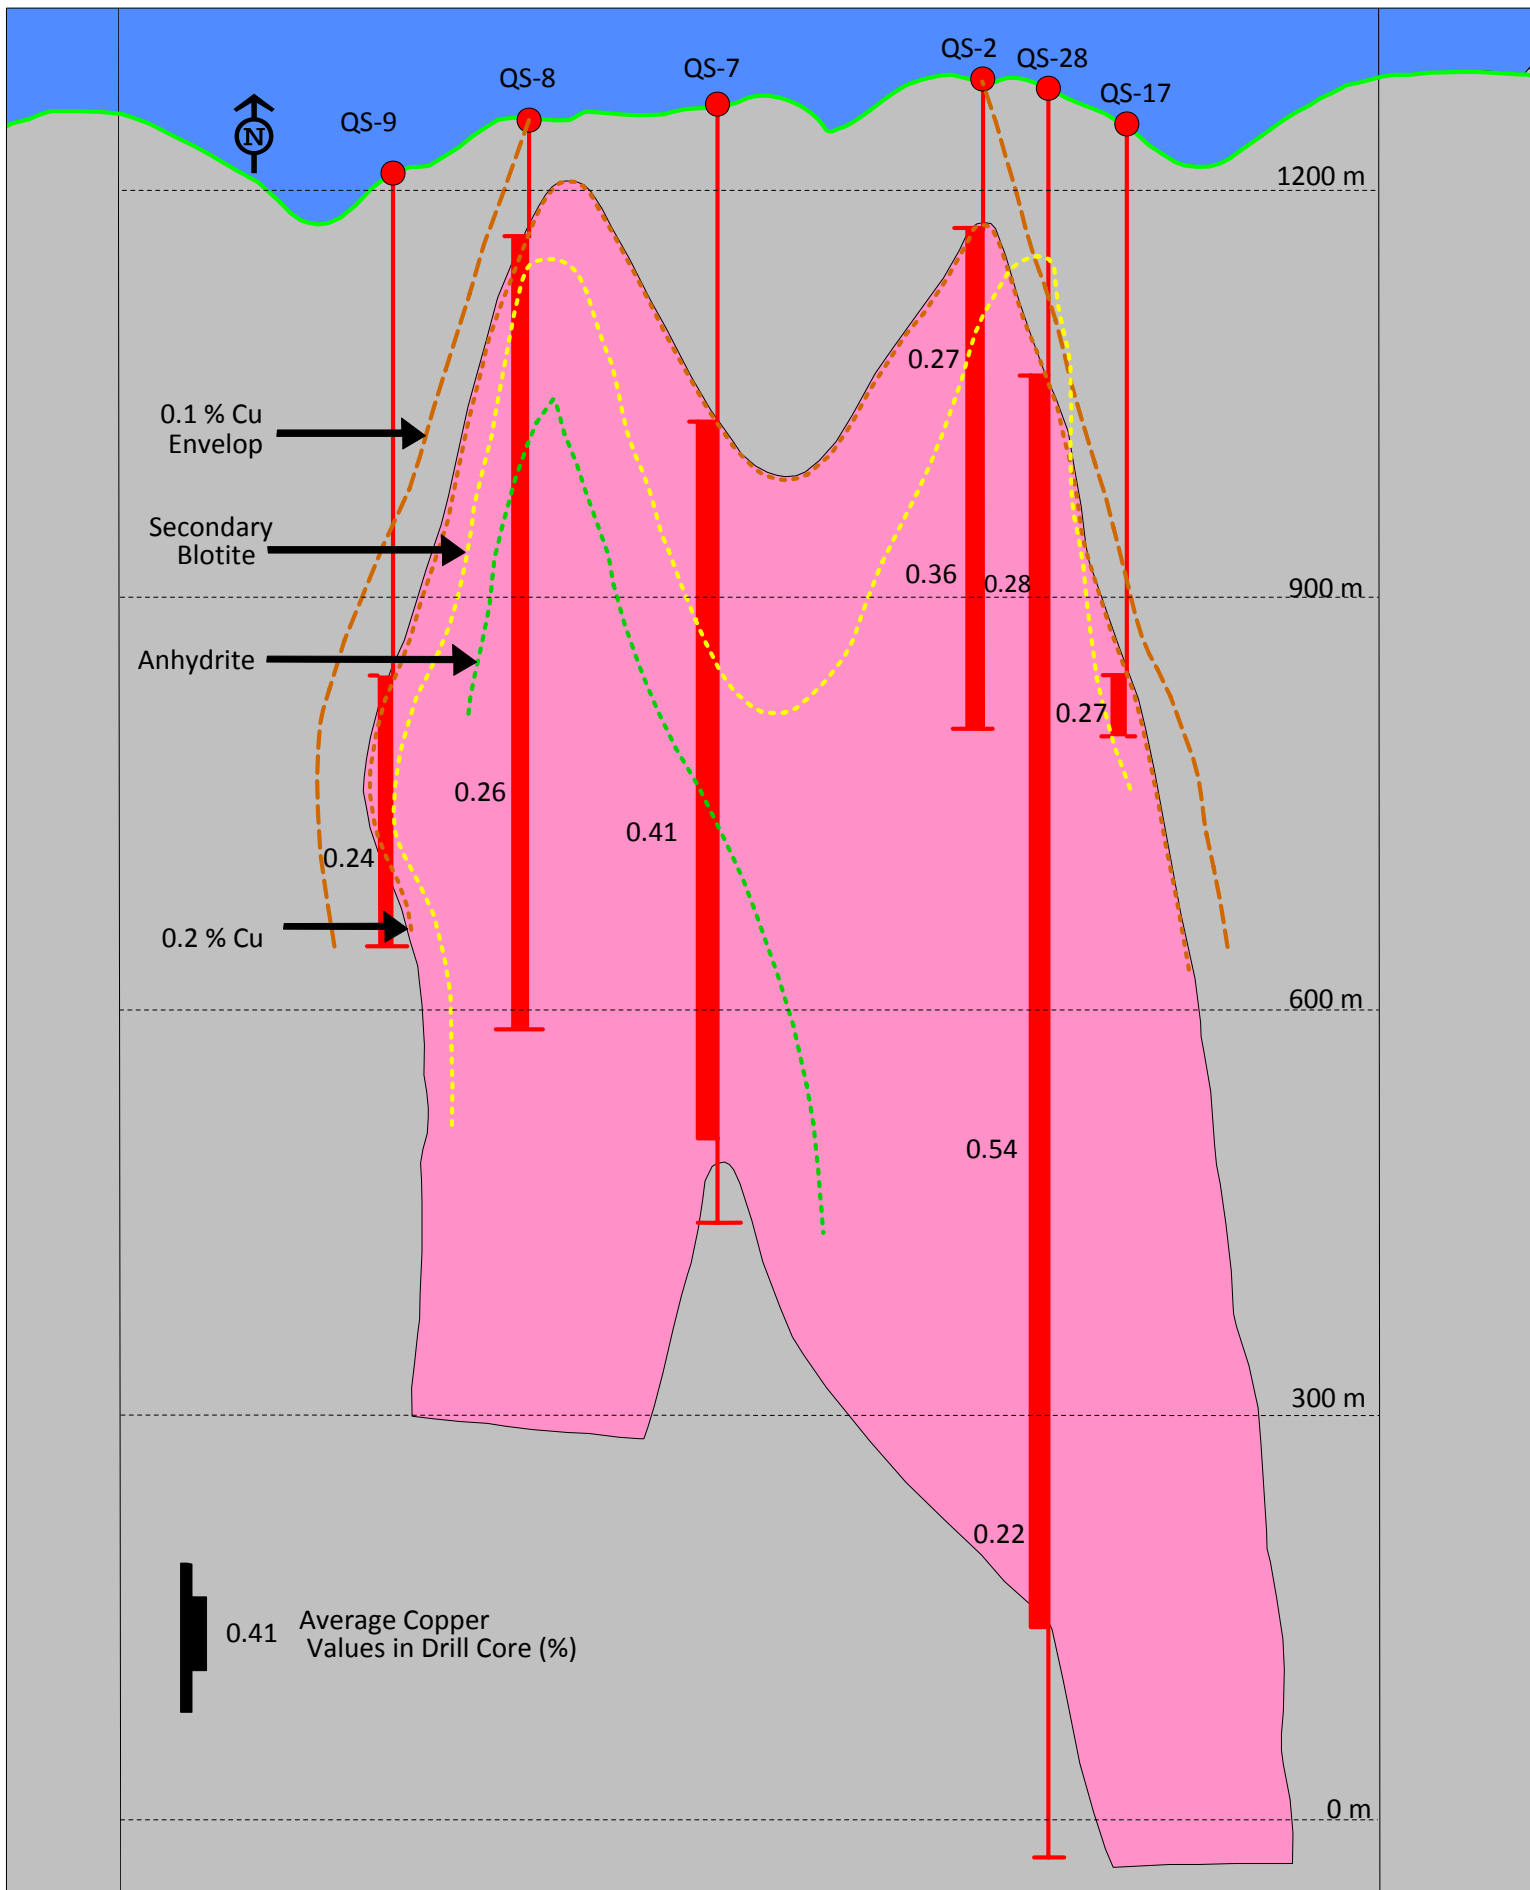 QS-2
QS-28
QS-7
QS-8
QS-17
QS-9
N
1200 m
0.27
0.1 % Cu
Envelop
Secondary
Blotite
0.36
0.28
900 m
Anhydrite
0.27
0.26
0.41
0.24
0.2 % Cu
600 m
0.54
300 m
0.22
0.41
Average Copper
Values in Drill Core (%)
0 m